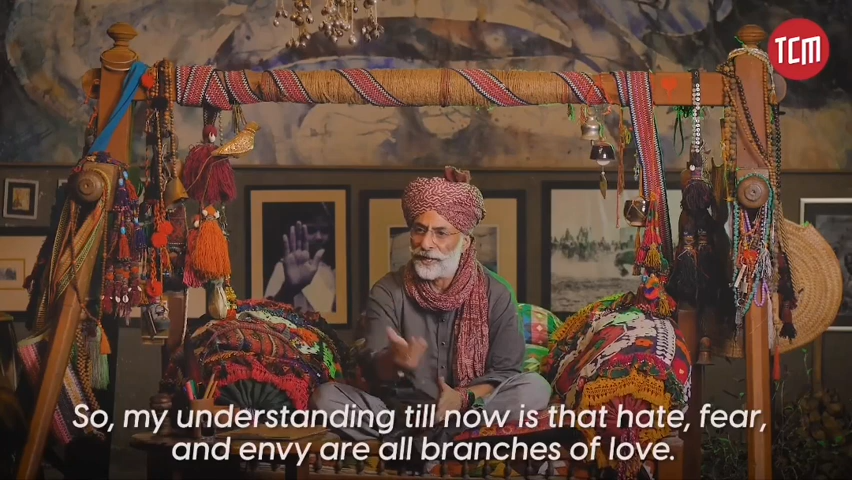 TCM
So, my understanding till now is that hate, fear,
and envy are all branches of love.